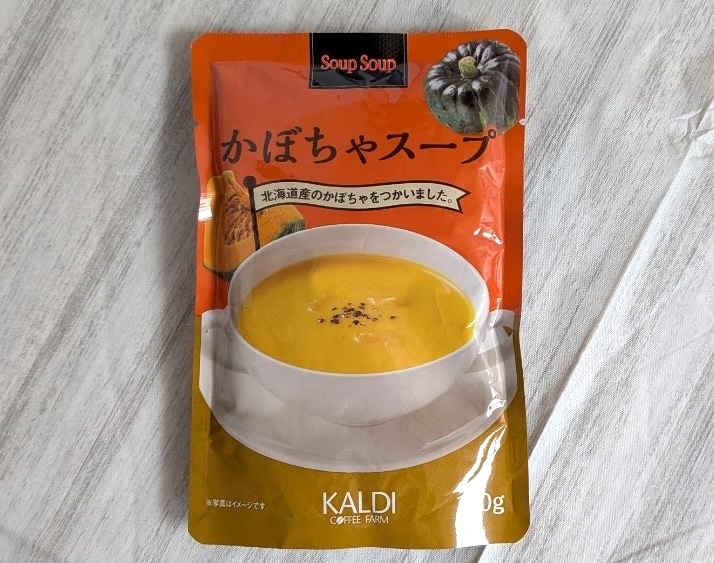 Soup Soup
かぼちゃスープ
北海道産のかぼちゃをつかいました。
※写真はイメージです
KALDI
COFFEE FARM